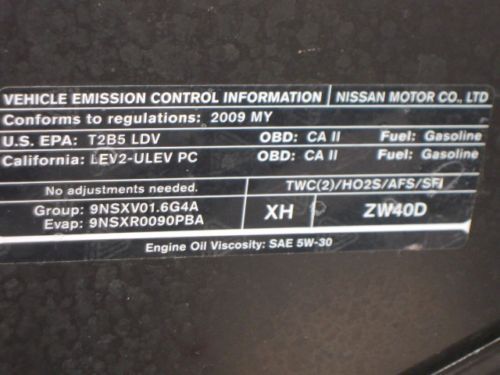 VEHICLE EMISSION CONTROL INFORMATION NISSAN MOTOR CO., LTD
Conforms to regulations: 2009 MY
U.S. EPA: T2B5 LDV OBD: CA II Fuel: Gasoline
California: LEV2-ULEV PC OBD: CA II Fuel: Gasoline
No adjustments needed. TWC(2)/HO2S/AFS/SFI
Group: 9NSXV01.6G4A
Evap: 9NSXR0090PBA
XH ZW40D
Engine Oil Viscosity: SAE 5W-30